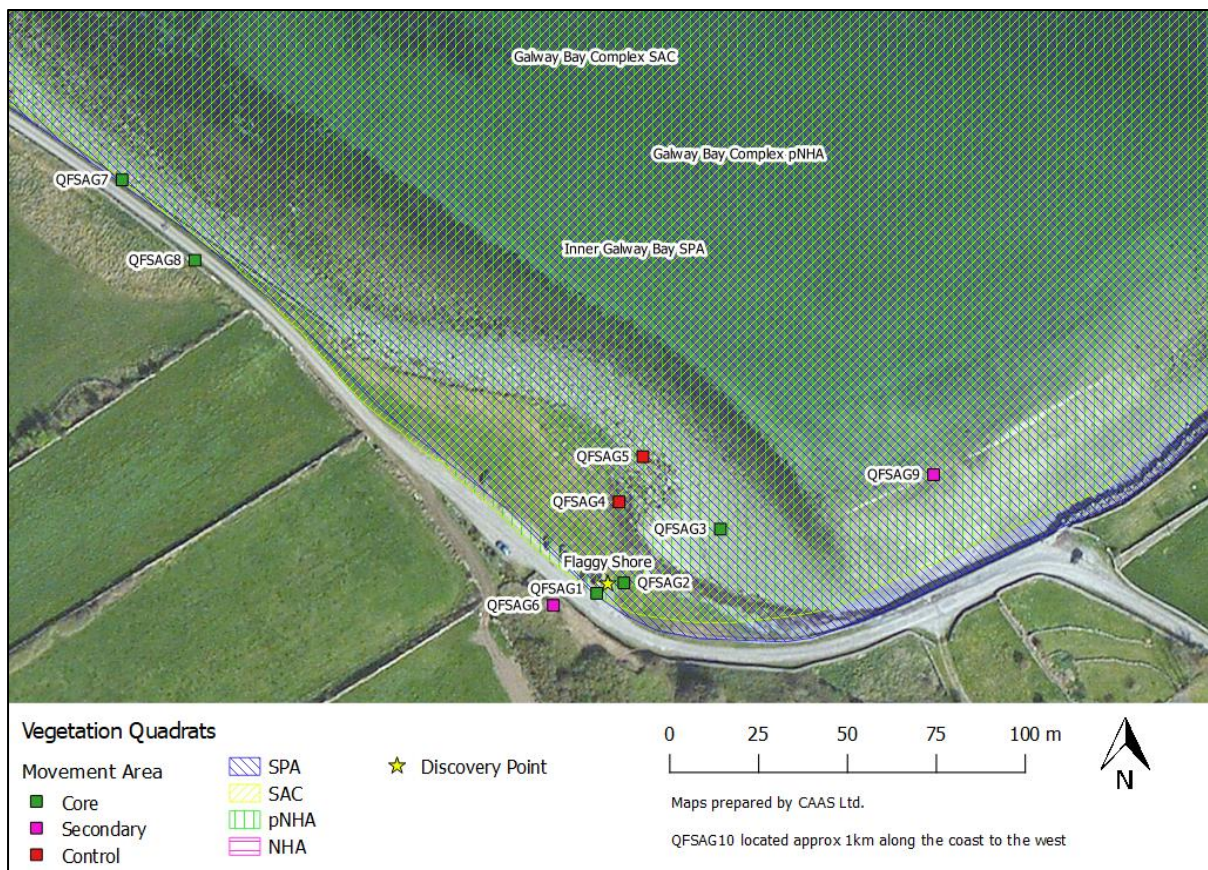 Galway Bay Complex SAC
Galway Bay Complex pNHA
QFSAG7
Inner Galway Bay SPA
QFSAG8
QFSAG5
QFSAG9
QFSAG4
QFSAG3
Flaggy Shore
QFSAG2
QFSAG1
QFSAG6
Vegetation Quadrats
Movement Area
Core
Secondary
Control
SPA
SAC
pNHA
NHA
Discovery Point
0 25 50 75 100 m
N
Maps prepared by CAAS Ltd.
QFSAG10 located approx 1km along the coast to the west